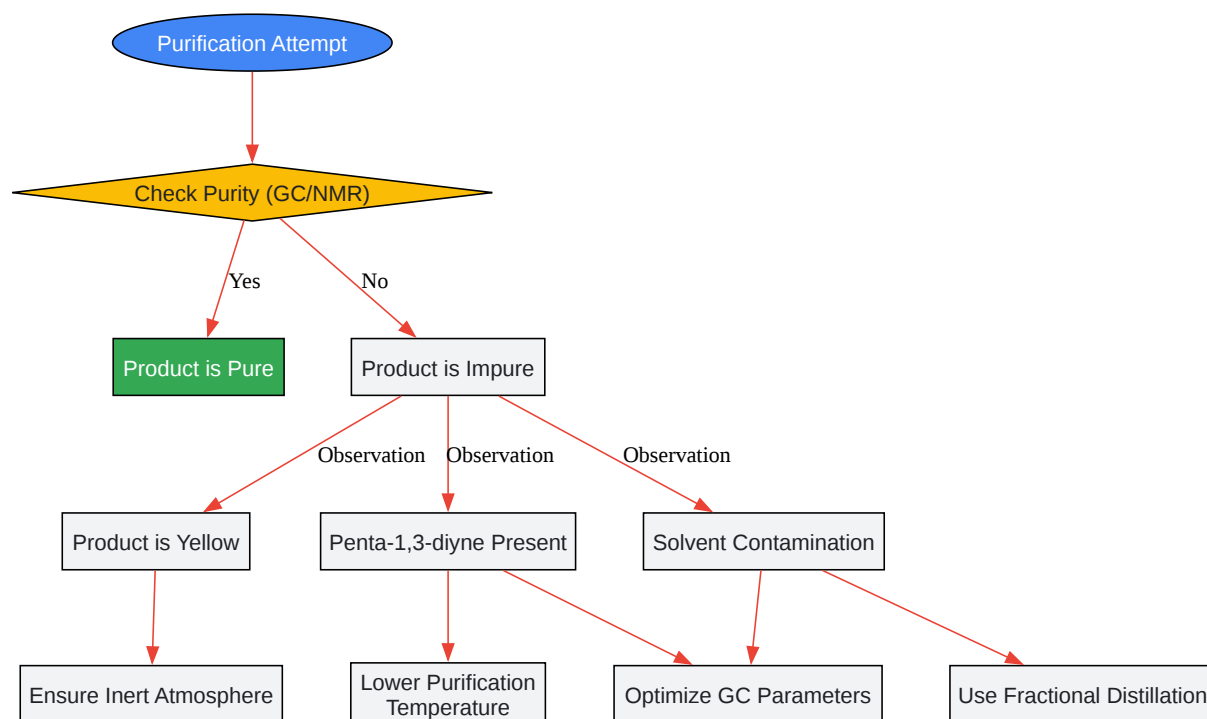 Purification Attempt
Check Purity (GC/NMR)
Yes
No
Product is Pure
Product is Impure
Observation
Observation
Observation
Product is Yellow
Penta-1,3-diyne Present
Solvent Contamination
Ensure Inert Atmosphere
Lower Purification
Temperature
Optimize GC Parameters
Use Fractional Distillation